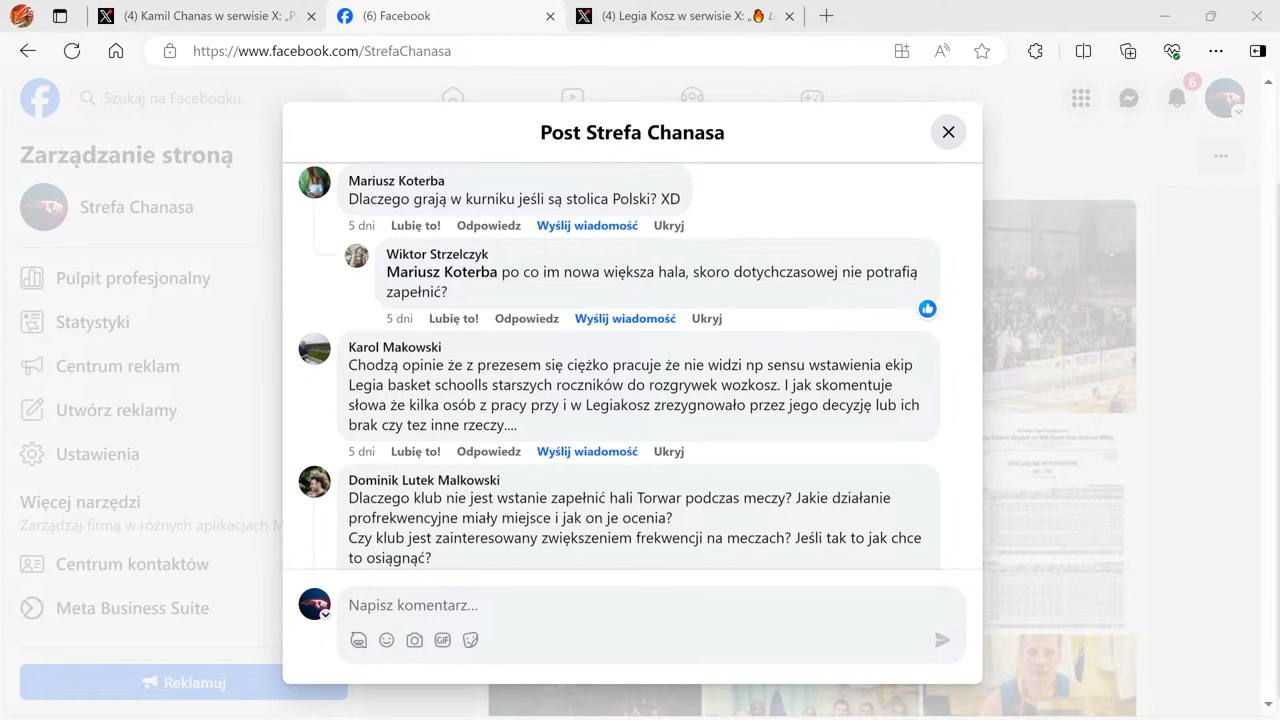 (4) Kamil Chanas w serwisie X: „P
(6) Facebook
(4) Legia Kosz w serwisie X: „🔥 L
https://www.facebook.com/StrefaChanasa
Szukaj na Facebooku
6
Zarządzanie stroną
Strefa Chanasa
Pulpit profesjonalny
Statystyki
Centrum reklam
Utwórz reklamy
Ustawienia
Więcej narzędzi
Zarządzaj firmą w różnych aplikacjach M
Centrum kontaktów
Meta Business Suite
Reklamuj
Post Strefa Chanasa
Mariusz Koterba
Dlaczego grają w kurniku jeśli są stolica Polski? XD
5 dni Lubię to! Odpowiedz Wyślij wiadomość Ukryj
Wiktor Strzelczyk
Mariusz Koterba po co im nowa większa hala, skoro dotychczasowej nie potrafią
zapełnić?
5 dni Lubię to! Odpowiedz Wyślij wiadomość Ukryj
Karol Makowski
Chodzą opinie że z prezesem się ciężko pracuje że nie widzi np sensu wstawienia ekip
Legia basket schoolls starszych roczników do rozgrywek wozkosz. I jak skomentuje
słowa że kilka osób z pracy przy i w Legiakosz zrezygnowało przez jego decyzję lub ich
brak czy tez inne rzeczy....
5 dni Lubię to! Odpowiedz Wyślij wiadomość Ukryj
Dominik Lutek Malkowski
Dlaczego klub nie jest wstanie zapełnić hali Torwar podczas meczy? Jakie działanie
profrekwencyjne miały miejsce i jak on je ocenia?
Czy klub jest zainteresowany zwiększeniem frekwencji na meczach? Jeśli tak to jak chce
to osiągnąć?
Napisz komentarz...
GIF